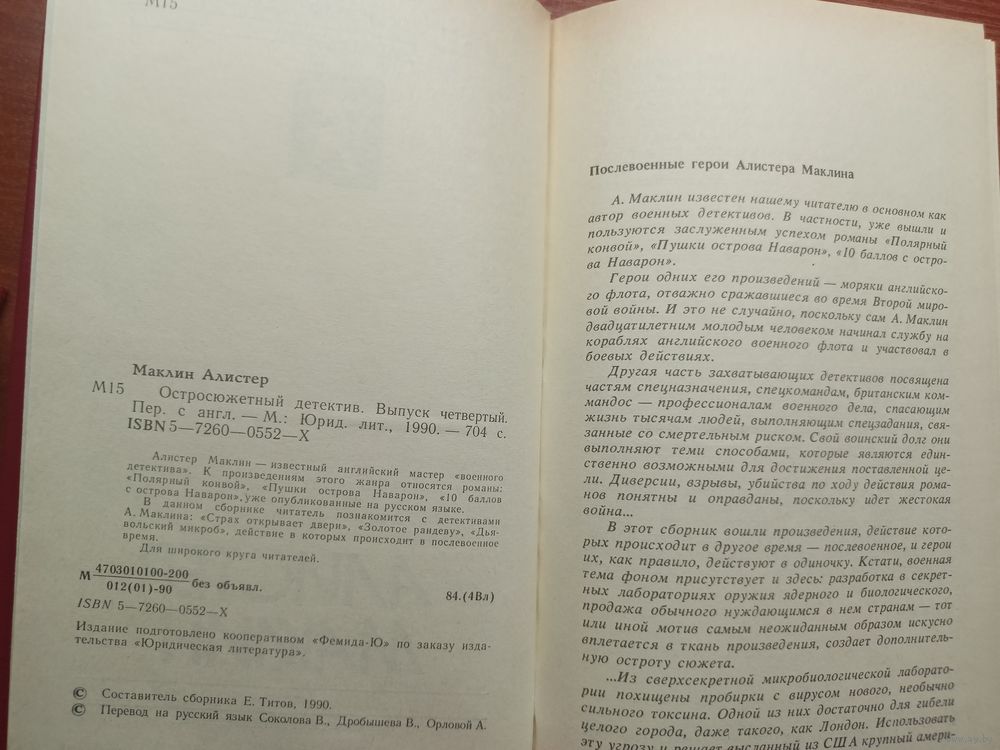 М15
Маклин Алистер
М15
Остросюжетный детектив. Выпуск четвертый.
Пер. с англ. — М.: Юрид. лит., 1990. — 704 с.
ISBN 5—7260—0552—X
Алистер Маклин — известный английский мастер «военного
детектива». К произведениям этого жанра относятся романы:
«Полярный конвой», «Пушки острова Наварон», «10 баллов
с острова Наварон», уже опубликованные на русском языке.
В данном сборнике читатель познакомится с детективами
А. Маклина: «Страх открывает двери», «Золотое рандеву», «Дья-
вольский микроб», действие в которых происходит в послевоенное
время.
Для широкого круга читателей.
М 4703010100-200
012(01)-90 без объявл.
84.(4Вл)
ISBN 5—7260—0552—X
Издание подготовлено кооперативом «Фемида-Ю» по заказу изда-
тельства «Юридическая литература».
© Составитель сборника Е. Титов, 1990.
© Перевод на русский язык Соколова В., Дробышева В., Орловой А.
Послевоенные герои Алистера Маклина
А. Маклин известен нашему читателю в основном как
автор военных детективов. В частности, уже вышли и
пользуются заслуженным успехом романы «Полярный
конвой», «Пушки острова Наварон», «10 баллов с остро-
ва Наварон».
Герои одних его произведений — моряки английско-
го флота, отважно сражавшиеся во время Второй миро-
вой войны. И это не случайно, поскольку сам А. Маклин
двадцатилетним молодым человеком начинал службу на
кораблях английского военного флота и участвовал в
боевых действиях.
Другая часть захватывающих детективов посвящена
частям спецназначения, спецкомандам, британским ком-
мандос — профессионалам военного дела, спасающим
жизнь тысячам людей, выполняющим спецзадания, свя-
занные со смертельным риском. Свой воинский долг они
выполняют теми способами, которые являются един-
ственно возможными для достижения поставленной це-
ли. Диверсии, взрывы, убийства по ходу действия рома-
нов понятны и оправданы, поскольку идет жестокая
война...
В этот сборник вошли произведения, действие кото-
рых происходит в другое время — послевоенное, и герои
их, как правило, действуют в одиночку. Кстати, военная
тема фоном присутствует и здесь: разработка в секрет-
ных лабораториях оружия ядерного и биологического,
продажа обычного нуждающимся в нем странам — тот
или иной мотив самым неожиданным образом искусно
вплетается в ткань произведения, создает дополнитель-
ную остроту сюжета.
...Из сверхсекретной микробиологической лаборато-
рии похищены пробирки с вирусом нового, необычно
сильного токсина. Одной из них достаточно для гибели
целого города, даже такого, как Лондон. Использовать
эту угрозу и решает высланный из США крупный амери-